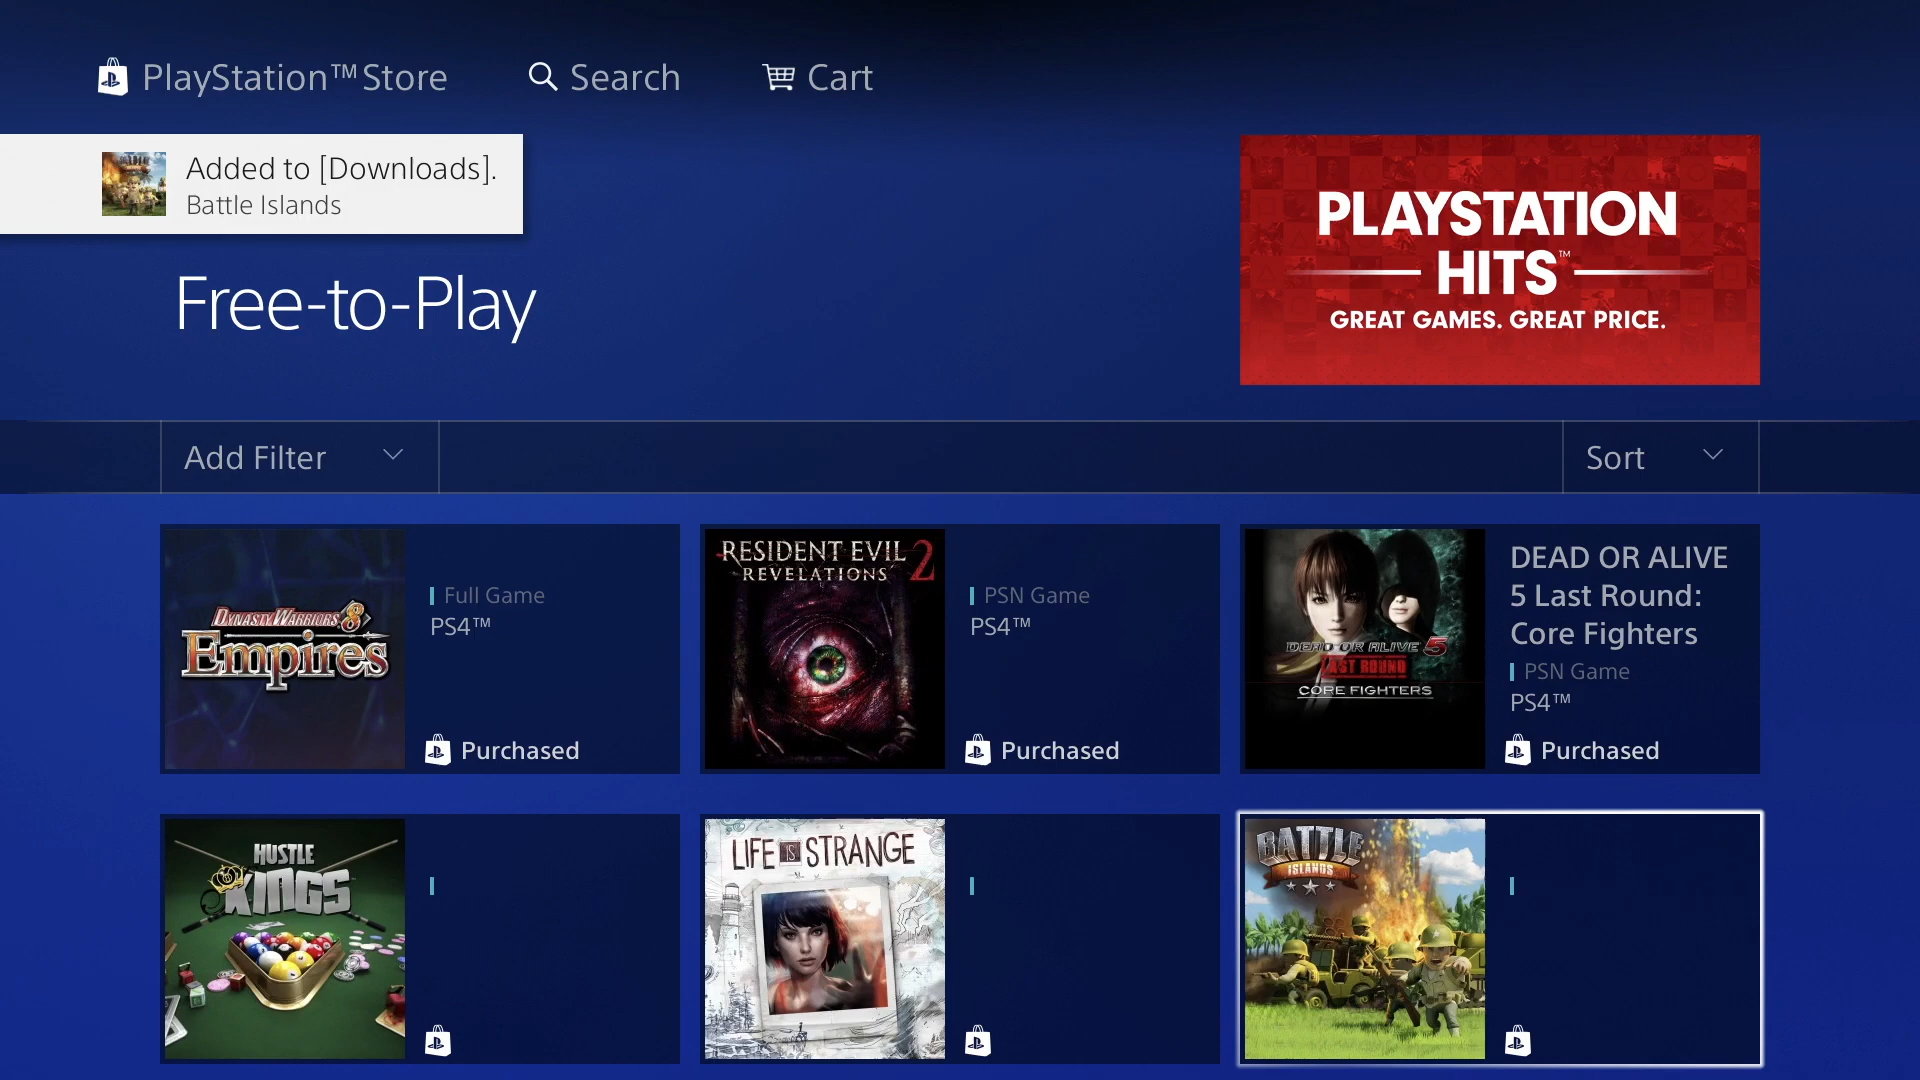 PlayStation™Store
Search
Cart
Added to [Downloads].
Battle Islands
Free-to-Play
PLAYSTATION
HITS™
GREAT GAMES. GREAT PRICE.
Add Filter
Sort
DYNASTY WARRIORS 8
Empires
Full Game
PS4™
Purchased
RESIDENT EVIL 2
REVELATIONS
PSN Game
PS4™
Purchased
DEAD OR ALIVE 5
LAST ROUND
CORE FIGHTERS
DEAD OR ALIVE
5 Last Round:
Core Fighters
PSN Game
PS4™
Purchased
HUSTLE
KINGS
LIFE IS STRANGE
BATTLE
ISLANDS